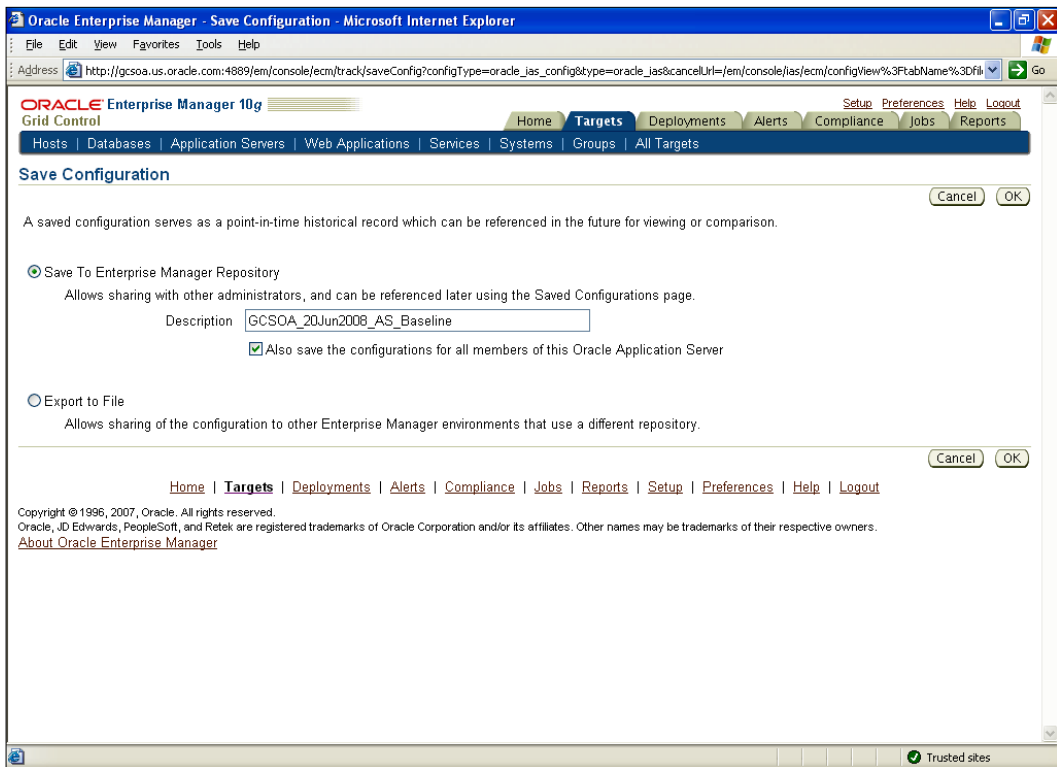 Oracle Enterprise Manager - Save Configuration - Microsoft Internet Explorer
File Edit View Favorites Tools Help
Address http://gcsoa.us.oracle.com:4889/em/console/ecm/track/saveConfig?configType=oracle_ias_config&type=oracle_ias&cancelUrl=/em/console/ias/ecm/configView%3FtabName%3Dfil Go
ORACLE Enterprise Manager 10g
Setup Preferences Help Logout
Grid Control
Home Targets Deployments Alerts Compliance Jobs Reports
Hosts | Databases | Application Servers | Web Applications | Services | Systems | Groups | All Targets
Save Configuration
Cancel OK
A saved configuration serves as a point-in-time historical record which can be referenced in the future for viewing or comparison.
Save To Enterprise Manager Repository
Allows sharing with other administrators, and can be referenced later using the Saved Configurations page.
Description GCSOA_20Jun2008_AS_Baseline
Also save the configurations for all members of this Oracle Application Server
Export to File
Allows sharing of the configuration to other Enterprise Manager environments that use a different repository.
Cancel OK
Home | Targets | Deployments | Alerts | Compliance | Jobs | Reports | Setup | Preferences | Help | Logout
Copyright © 1996, 2007, Oracle. All rights reserved.
Oracle, JD Edwards, PeopleSoft, and Retek are registered trademarks of Oracle Corporation and/or its affiliates. Other names may be trademarks of their respective owners.
About Oracle Enterprise Manager
Trusted sites